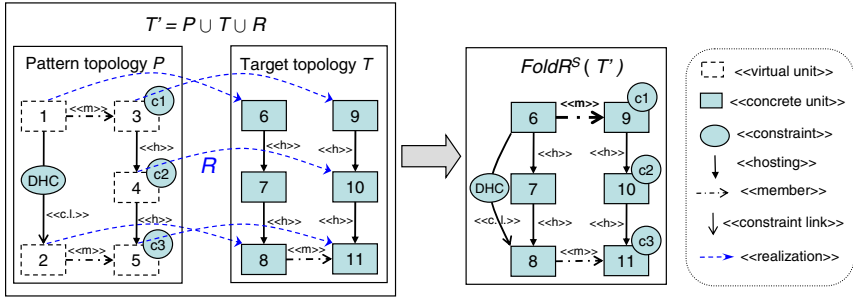 T' = P ∪ T ∪ R
Pattern topology P
1
<<m>>
3
c1
<<h>>
DHC
4
c2
<<c.l.>>
<<h>>
2
<<m>>
5
c3
R
Target topology T
6
9
<<h>>
<<h>>
7
10
<<h>>
<<h>>
8
<<m>>
11
FoldR^S ( T' )
6
<<m>>
9
c1
<<h>>
<<h>>
DHC
7
10
c2
<<c.l.>>
<<h>>
<<h>>
8
<<m>>
11
c3
<<virtual unit>>
<<concrete unit>>
<<constraint>>
<<hosting>>
<<member>>
<<constraint link>>
<<realization>>